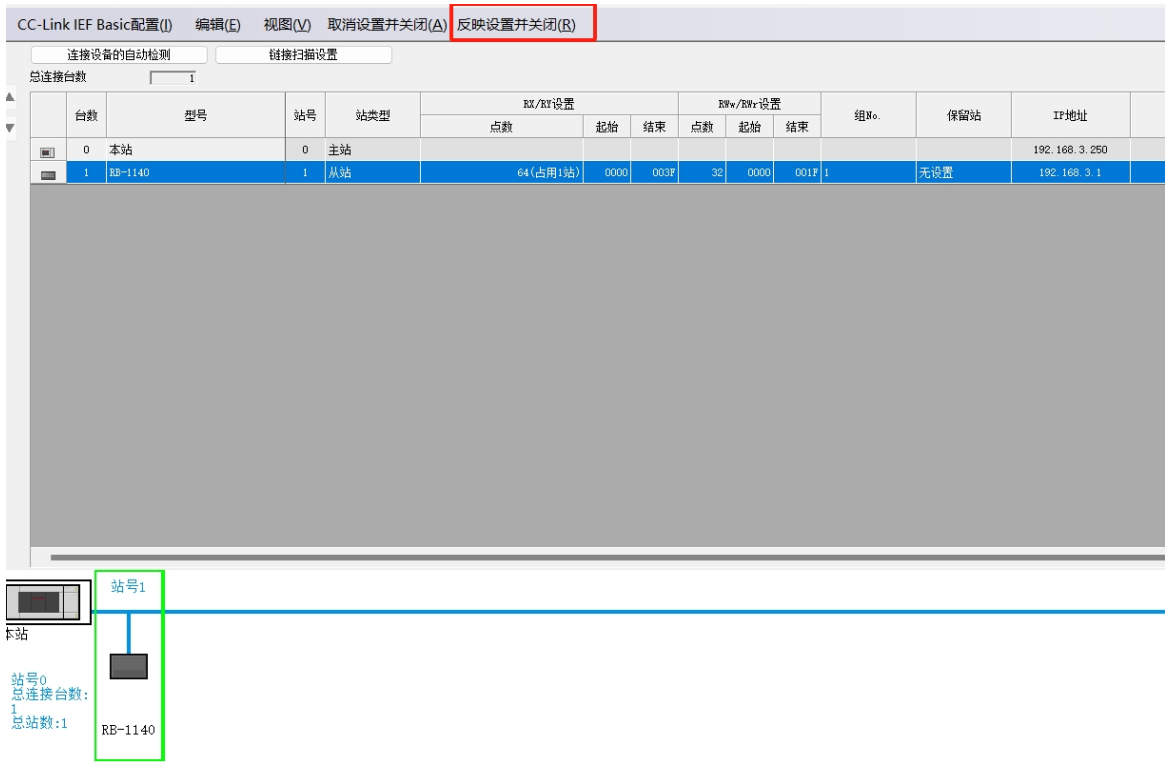 CC-Link IEF Basic配置(I) 编辑(E) 视图(V) 取消设置并关闭(A) 反映设置并关闭(R)
连接设备的自动检测 链接扫描设置
总连接台数 1
台数 型号 站号 站类型 RX/RY设置 RWw/RWr设置 组No. 保留站 IP地址
点数 起始 结束 点数 起始 结束
0 本站 0 主站 192.168.3.250
1 RB-1140 1 从站 64(占用1站) 0000 003F 32 0000 001F 1 无设置 192.168.3.1
站号1
本站
站号0
总连接台数:
1
总站数:1
RB-1140